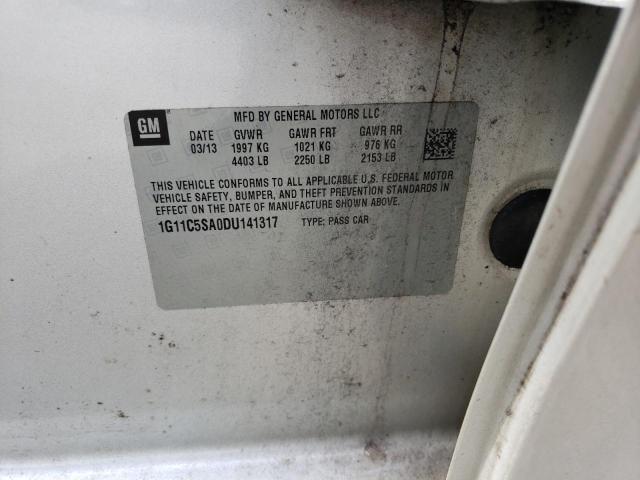 GM
MFD BY GENERAL MOTORS LLC
DATE GVWR GAWR FRT GAWR RR
03/13 1997 KG 1021 KG 976 KG
4403 LB 2250 LB 2153 LB
THIS VEHICLE CONFORMS TO ALL APPLICABLE U.S. FEDERAL MOTOR
VEHICLE SAFETY, BUMPER, AND THEFT PREVENTION STANDARDS IN
EFFECT ON THE DATE OF MANUFACTURE SHOWN ABOVE.
1G11C5SA0DU141317 TYPE: PASS CAR